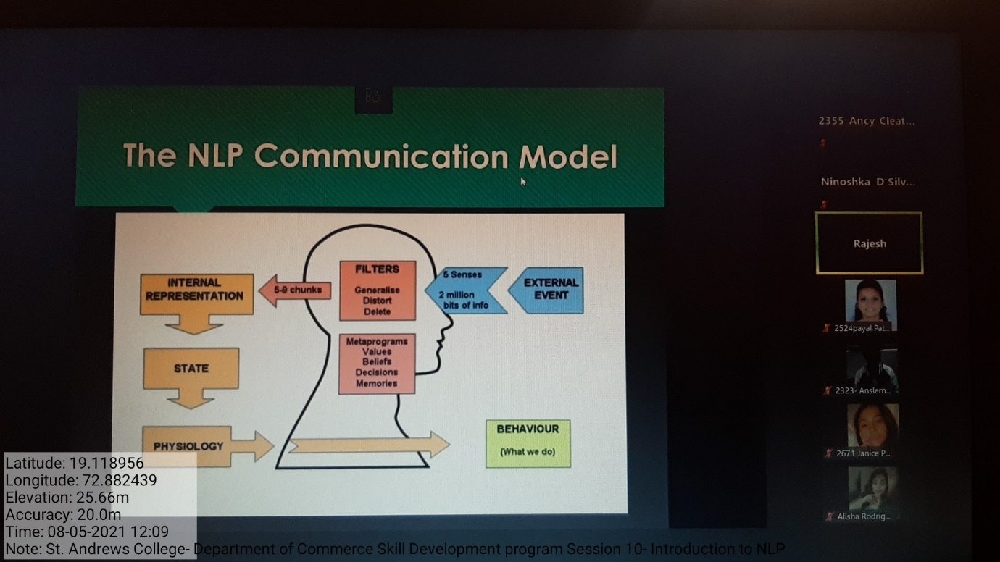 The NLP Communication Model
INTERNAL
REPRESENTATION
5-9 chunks
FILTERS
Generalise
Distort
Delete
5 Senses
2 million
bits of info
EXTERNAL
EVENT
Metaprograms
Values
Beliefs
Decisions
Memories
STATE
PHYSIOLOGY
BEHAVIOUR
(What we do)
2355 Ancy Cleat...
Ninoshka D'Silv...
Rajesh
2524payal Pat...
2323- Anslem...
2671 Janice P...
Alisha Rodrig...
Latitude: 19.118956
Longitude: 72.882439
Elevation: 25.66m
Accuracy: 20.0m
Time: 08-05-2021 12:09
Note: St. Andrews College- Department of Commerce Skill Development program Session 10- Introduction to NLP